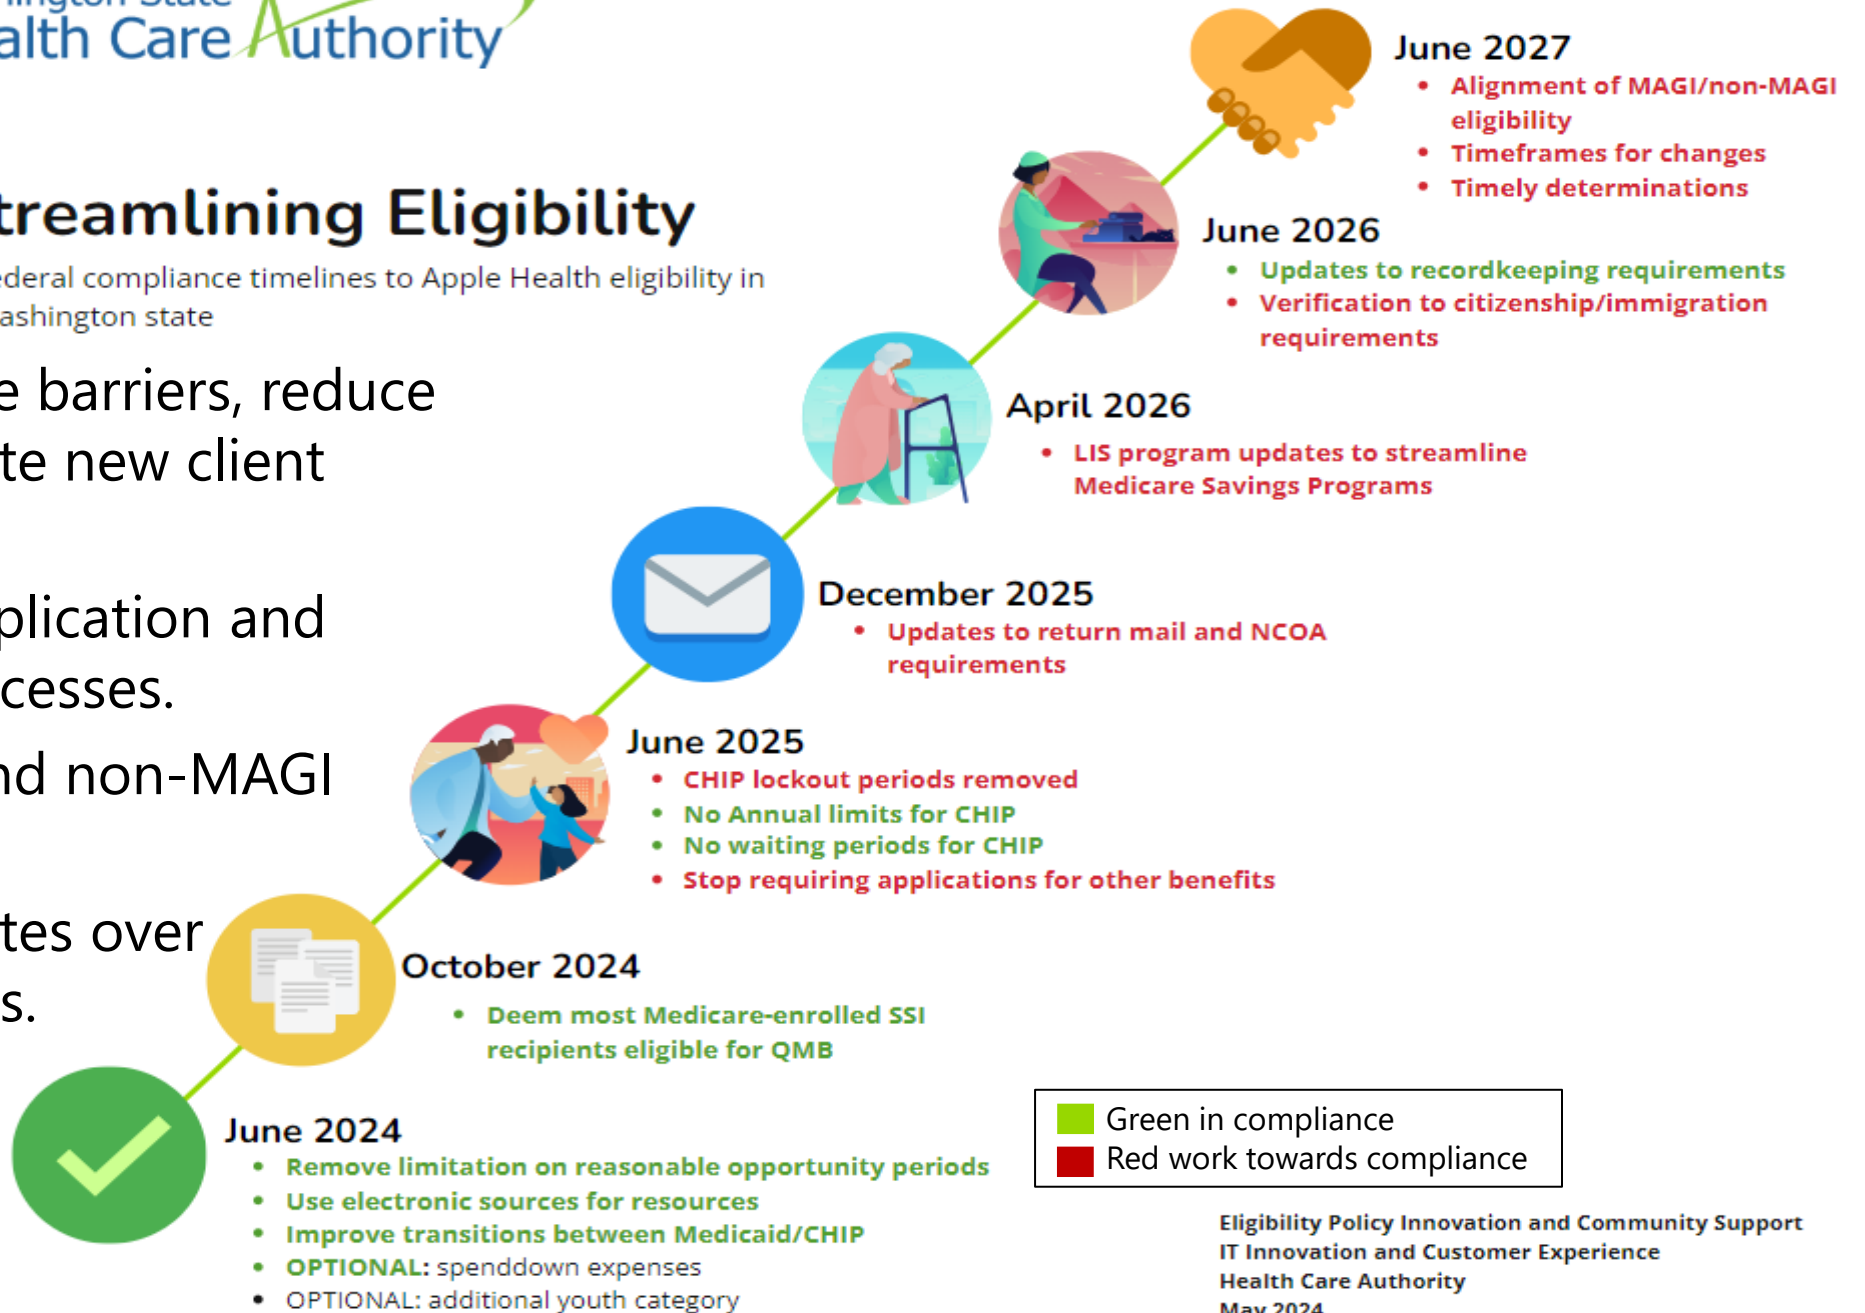 Health Care Authority
Streamlining Eligibility
deral compliance timelines to Apple Health eligibility in
ashington state
e barriers, reduce
te new client
plication and
cesses.
nd non-MAGI
tes over
s.
June 2027
• Alignment of MAGI/non-MAGI
eligibility
• Timeframes for changes
• Timely determinations
June 2026
• Updates to recordkeeping requirements
• Verification to citizenship/immigration
requirements
April 2026
• LIS program updates to streamline
Medicare Savings Programs
December 2025
• Updates to return mail and NCOA
requirements
June 2025
• CHIP lockout periods removed
• No Annual limits for CHIP
• No waiting periods for CHIP
• Stop requiring applications for other benefits
October 2024
• Deem most Medicare-enrolled SSI
recipients eligible for QMB
June 2024
• Remove limitation on reasonable opportunity periods
• Use electronic sources for resources
• Improve transitions between Medicaid/CHIP
• OPTIONAL: spenddown expenses
• OPTIONAL: additional youth category
Green in compliance
Red work towards compliance
Eligibility Policy Innovation and Community Support
IT Innovation and Customer Experience
Health Care Authority
May 2024